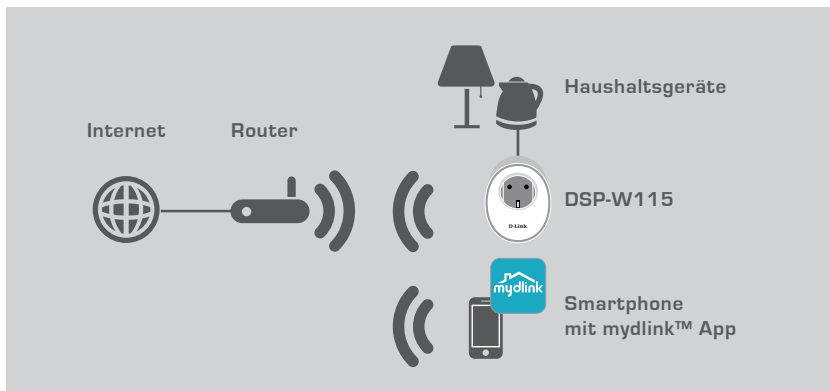 Haushaltsgeräte
Internet
Router
DSP-W115
D-Link
mydlink
Smartphone
mit mydlink™ App